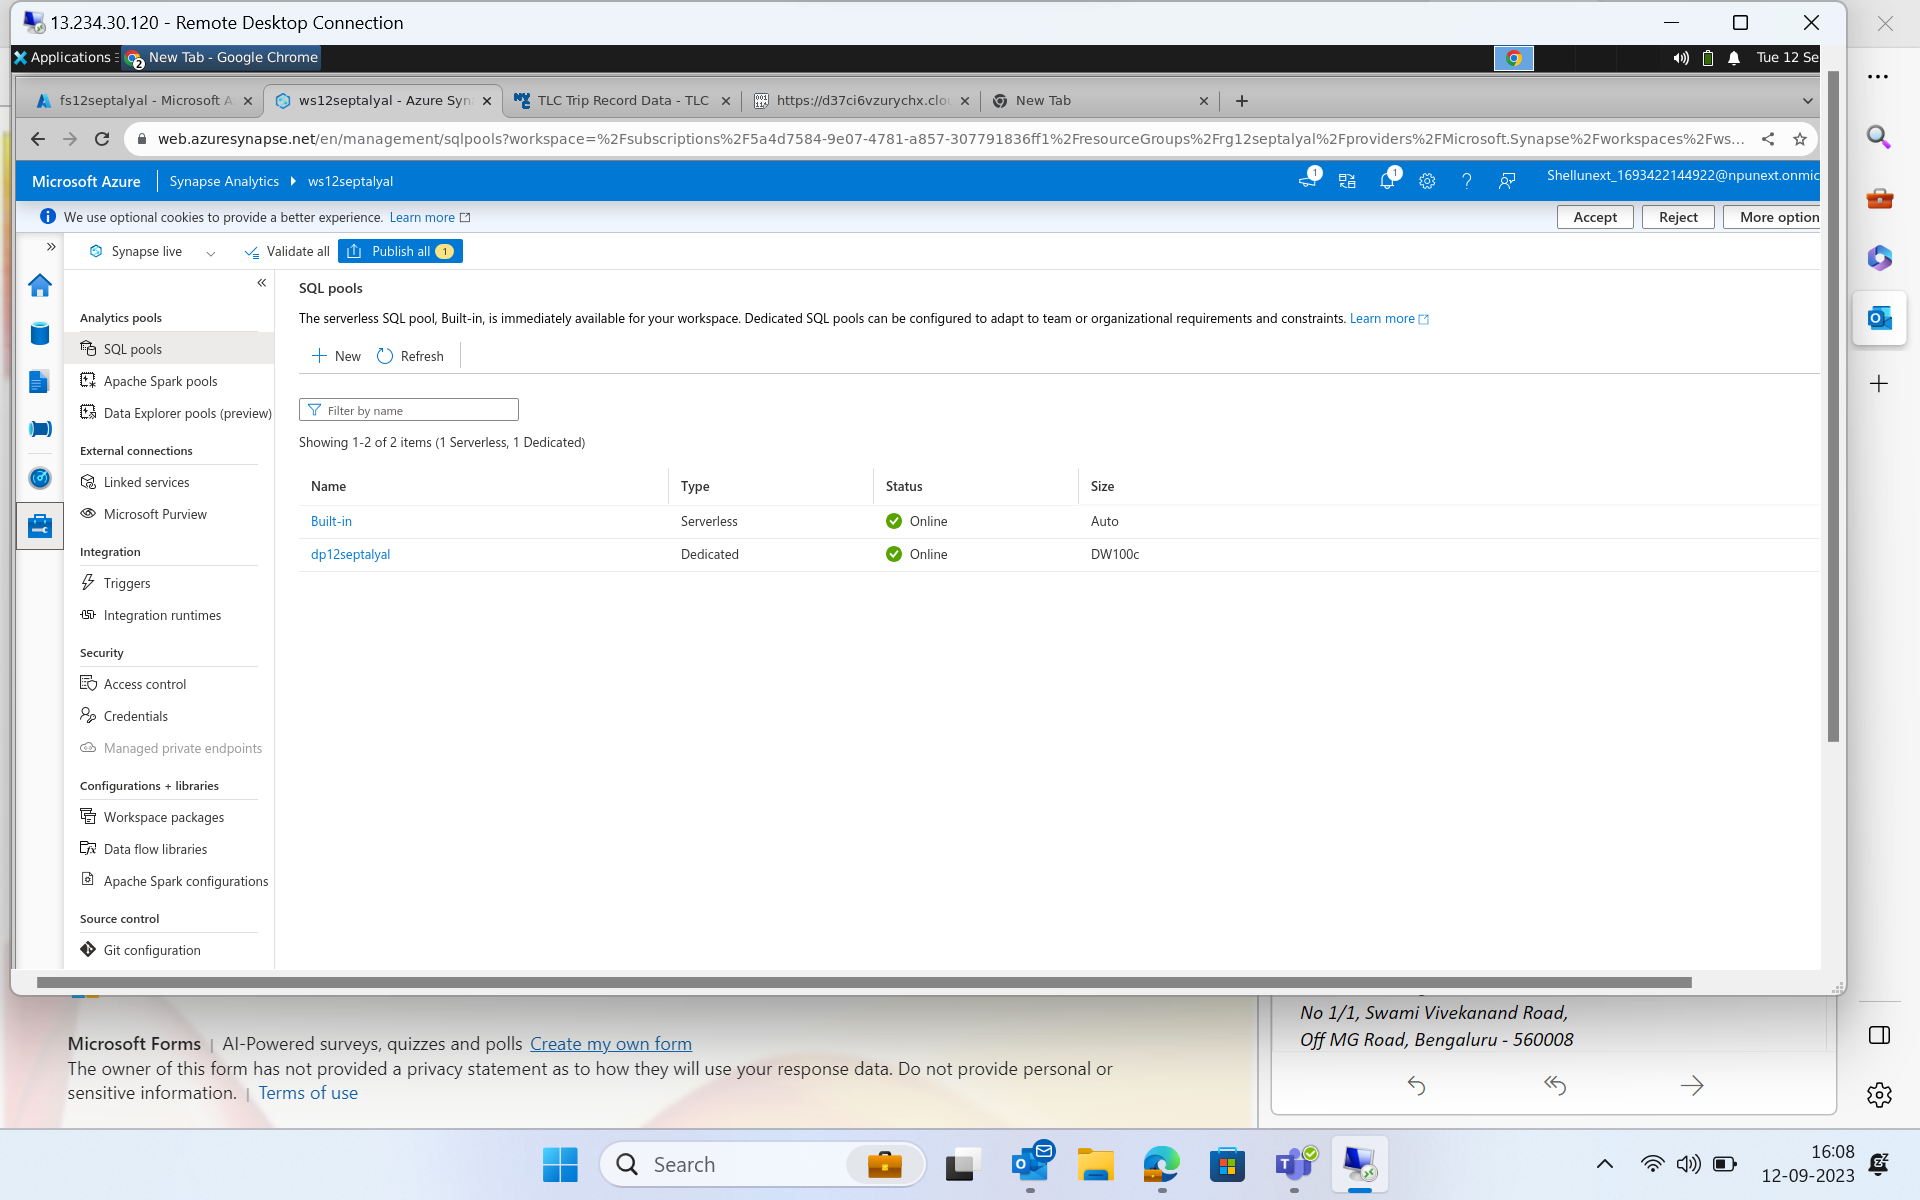 13.234.30.120 - Remote Desktop Connection
Applications
New Tab - Google Chrome
Tue 12 Se
fs12septalyal - Microsoft A
ws12septalyal - Azure Syn
TLC Trip Record Data - TLC
https://d37ci6vzurychx.clou
New Tab
web.azuresynapse.net/en/management/sqlpools?workspace=%2Fsubscriptions%2F5a4d7584-9e07-4781-a857-307791836ff1%2FresourceGroups%2Frg12septalyal%2Fproviders%2FMicrosoft.Synapse%2Fworkspaces%2Fws...
Microsoft Azure
Synapse Analytics
ws12septalyal
1
1
Shellunext_1693422144922@npunext.onmic
We use optional cookies to provide a better experience. Learn more
Accept
Reject
More option
Synapse live
Validate all
Publish all 1
Analytics pools
SQL pools
Apache Spark pools
Data Explorer pools (preview)
External connections
Linked services
Microsoft Purview
Integration
Triggers
Integration runtimes
Security
Access control
Credentials
Managed private endpoints
Configurations + libraries
Workspace packages
Data flow libraries
Apache Spark configurations
Source control
Git configuration
SQL pools
The serverless SQL pool, Built-in, is immediately available for your workspace. Dedicated SQL pools can be configured to adapt to team or organizational requirements and constraints. Learn more
New
Refresh
Filter by name
Showing 1-2 of 2 items (1 Serverless, 1 Dedicated)
Name Type Status Size
Built-in Serverless Online Auto
dp12septalyal Dedicated Online DW100c
Microsoft Forms | AI-Powered surveys, quizzes and polls Create my own form
The owner of this form has not provided a privacy statement as to how they will use your response data. Do not provide personal or
sensitive information. | Terms of use
No 1/1, Swami Vivekanand Road,
Off MG Road, Bengaluru - 560008
Search
16:08
12-09-2023